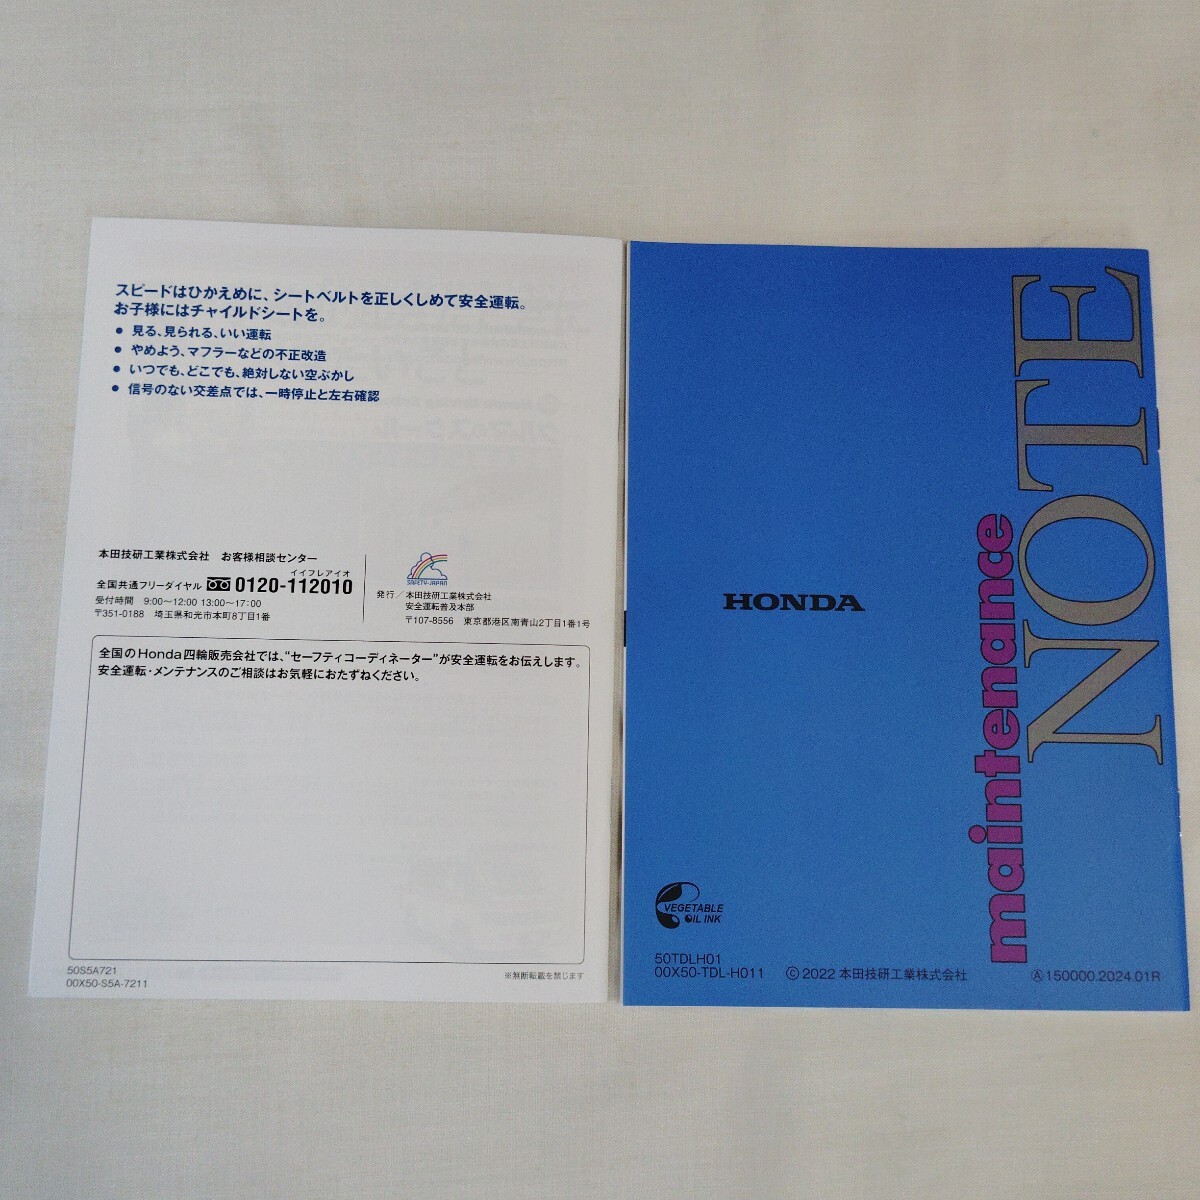 スピードはひかえめに、シートベルトを正しくしめて安全運転。
お子様にはチャイルドシートを。
● 見る、見られる、いい運転
● やめよう、マフラーなどの不正改造
● いつでも、どこでも、絶対しない空ぶかし
● 信号のない交差点では、一時停止と左右確認
本田技研工業株式会社 お客様相談センター
イイフレアイオ
全国共通フリーダイヤル 0120-112010
受付時間 9:00～12:00 13:00～17:00
〒351-0188 埼玉県和光市本町8丁目1番
SAFETY-JAPAN
発行／本田技研工業株式会社
安全運転普及本部
〒107-8556 東京都港区南青山2丁目1番1号
全国のHonda四輪販売会社では、“セーフティコーディネーター”が安全運転をお伝えします。
安全運転・メンテナンスのご相談はお気軽におたずねください。
50S5A721
00X50-S5A-7211
※無断転載を禁じます
HONDA
maintenance
NOTE
VEGETABLE
OIL INK
50TDLH01
00X50-TDL-H011 ©2022 本田技研工業株式会社
Ⓐ150000.2024.01R